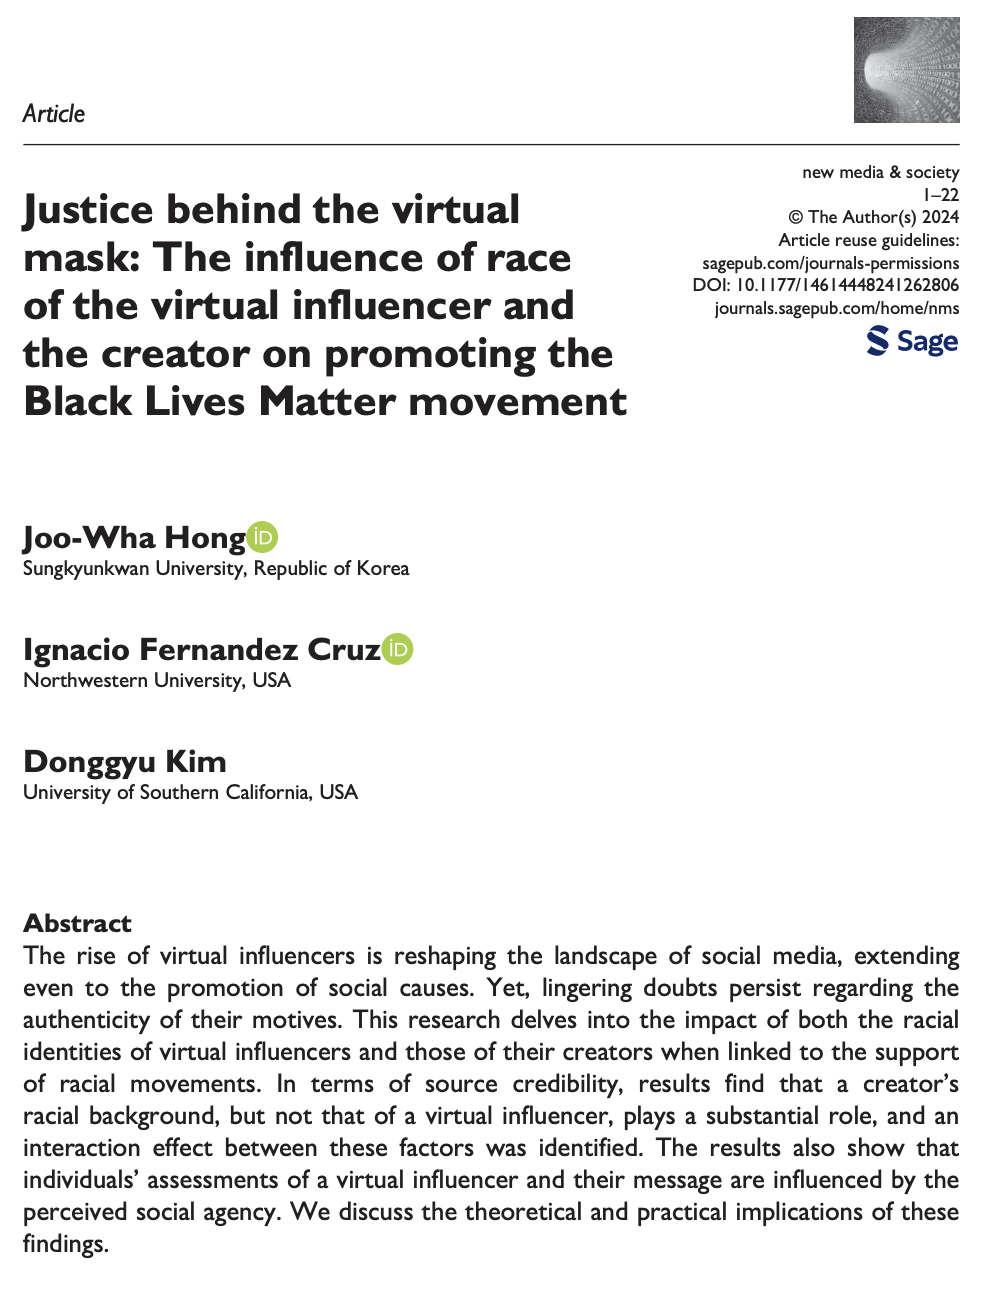 Article
new media & society
1–22
© The Author(s) 2024
Article reuse guidelines:
sagepub.com/journals-permissions
DOI: 10.1177/14614448241262806
journals.sagepub.com/home/nms
Sage
Justice behind the virtual
mask: The influence of race
of the virtual influencer and
the creator on promoting the
Black Lives Matter movement
Joo-Wha Hong iD
Sungkyunkwan University, Republic of Korea
Ignacio Fernandez Cruz iD
Northwestern University, USA
Donggyu Kim
University of Southern California, USA
Abstract
The rise of virtual influencers is reshaping the landscape of social media, extending
even to the promotion of social causes. Yet, lingering doubts persist regarding the
authenticity of their motives. This research delves into the impact of both the racial
identities of virtual influencers and those of their creators when linked to the support
of racial movements. In terms of source credibility, results find that a creator’s
racial background, but not that of a virtual influencer, plays a substantial role, and an
interaction effect between these factors was identified. The results also show that
individuals’ assessments of a virtual influencer and their message are influenced by the
perceived social agency. We discuss the theoretical and practical implications of these
findings.